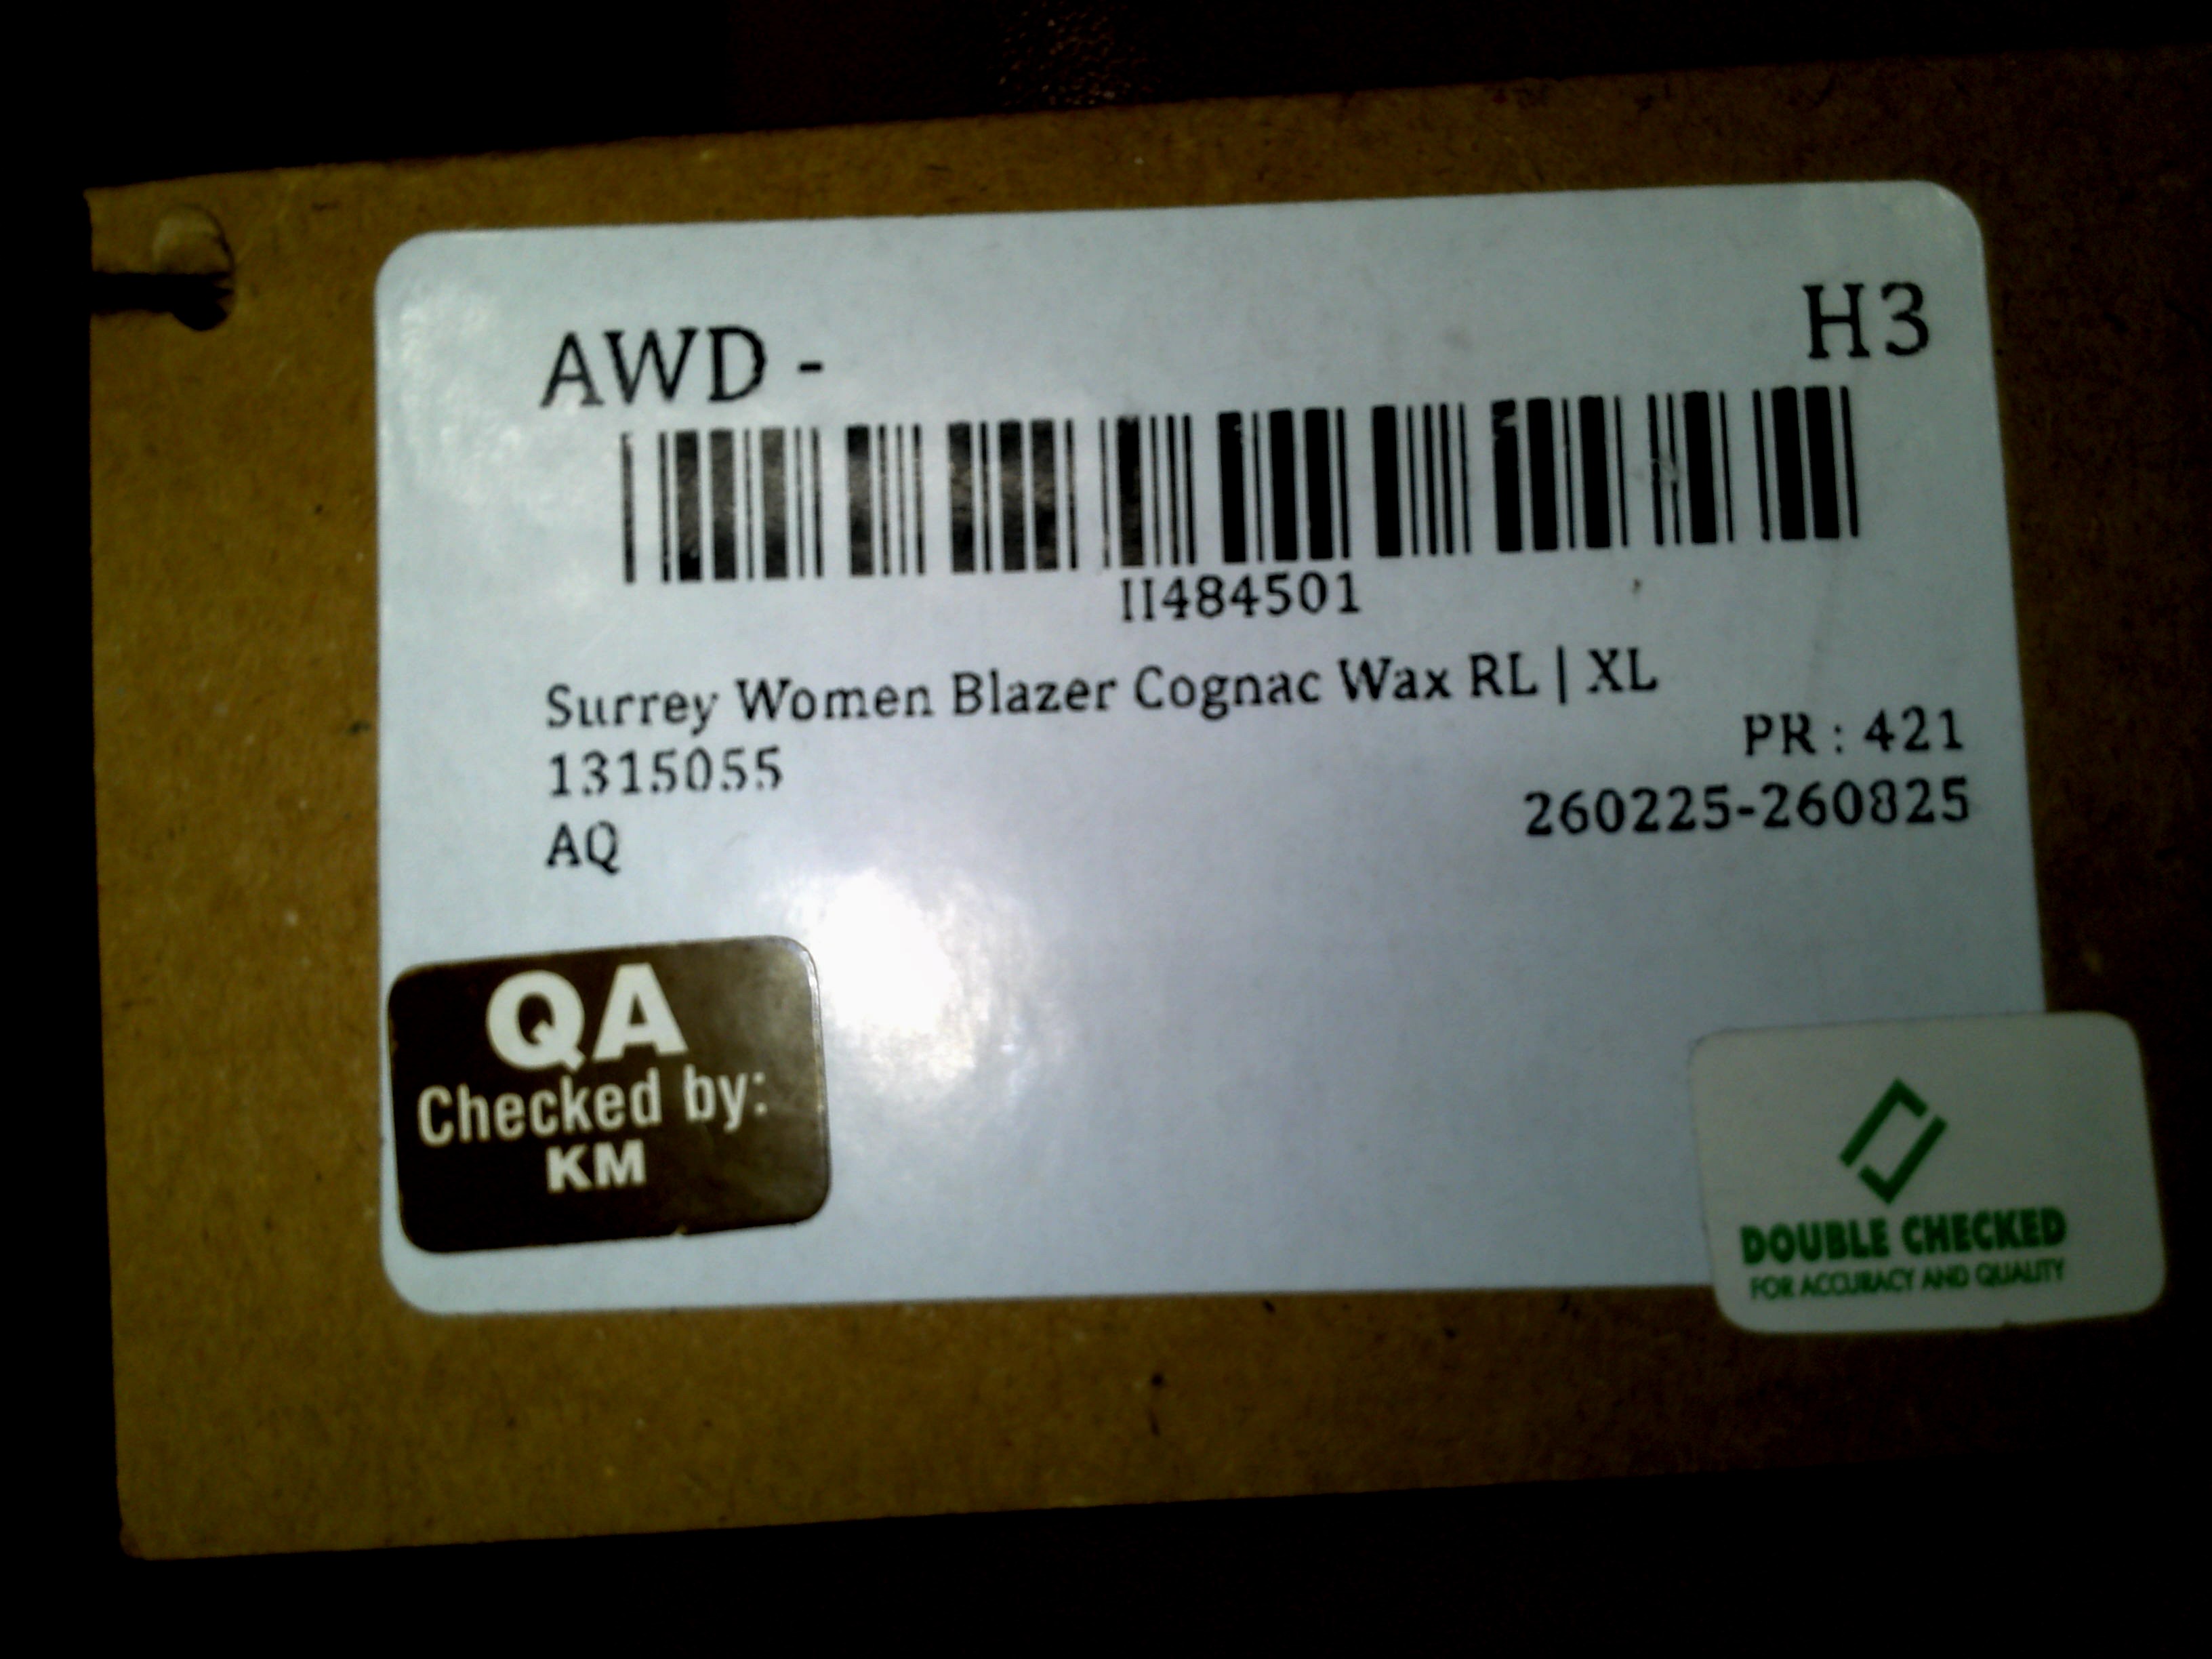 AWD - H3
II484501
Surrey Women Blazer Cognac Wax RL | XL
PR : 421
1315055
260225-260825
AQ
QA
Checked by:
KM
DOUBLE CHECKED
FOR ACCURACY AND QUALITY